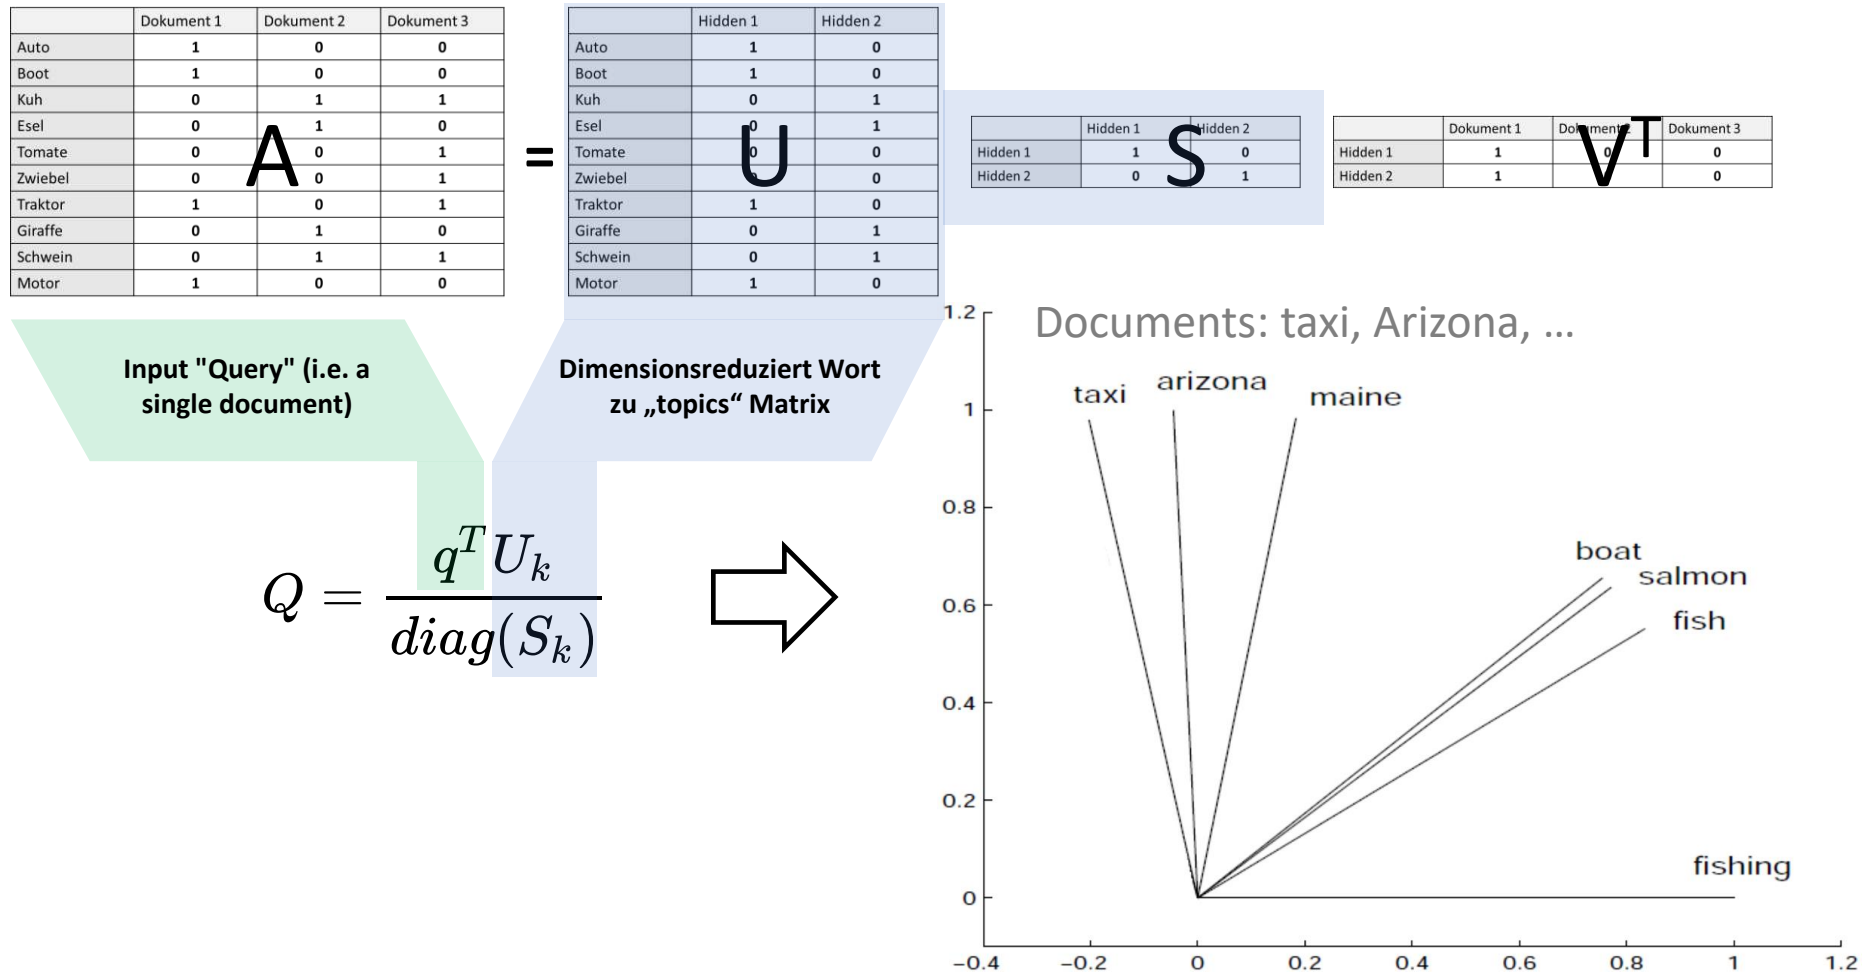 Dokument 1 Dokument 2 Dokument 3
Auto 1 0 0
Boot 1 0 0
Kuh 0 1 1
Esel 0 1 0
Tomate 0 0 1
Zwiebel 0 0 1
Traktor 1 0 1
Giraffe 0 1 0
Schwein 0 1 1
Motor 1 0 0
A
=
Hidden 1 Hidden 2
Auto 1 0
Boot 1 0
Kuh 0 1
Esel 0 1
Tomate 0 0
Zwiebel 0
Traktor 1 0
Giraffe 0 1
Schwein 0 1
Motor 1 0
U
Hidden 1 Hidden 2
Hidden 1 1 0
Hidden 2 0 1
S
Dokument 1 Dokument 2 Dokument 3
Hidden 1 1 0 0
Hidden 2 1 0
V^T
Input "Query" (i.e. a
single document)
Dimensionsreduziert Wort
zu „topics“ Matrix
Q = q^T U_k
diag(S_k)
Documents: taxi, Arizona, ...
taxi arizona maine
boat
salmon
fish
fishing
1.2
1
0.8
0.6
0.4
0.2
0
−0.4 −0.2 0 0.2 0.4 0.6 0.8 1 1.2